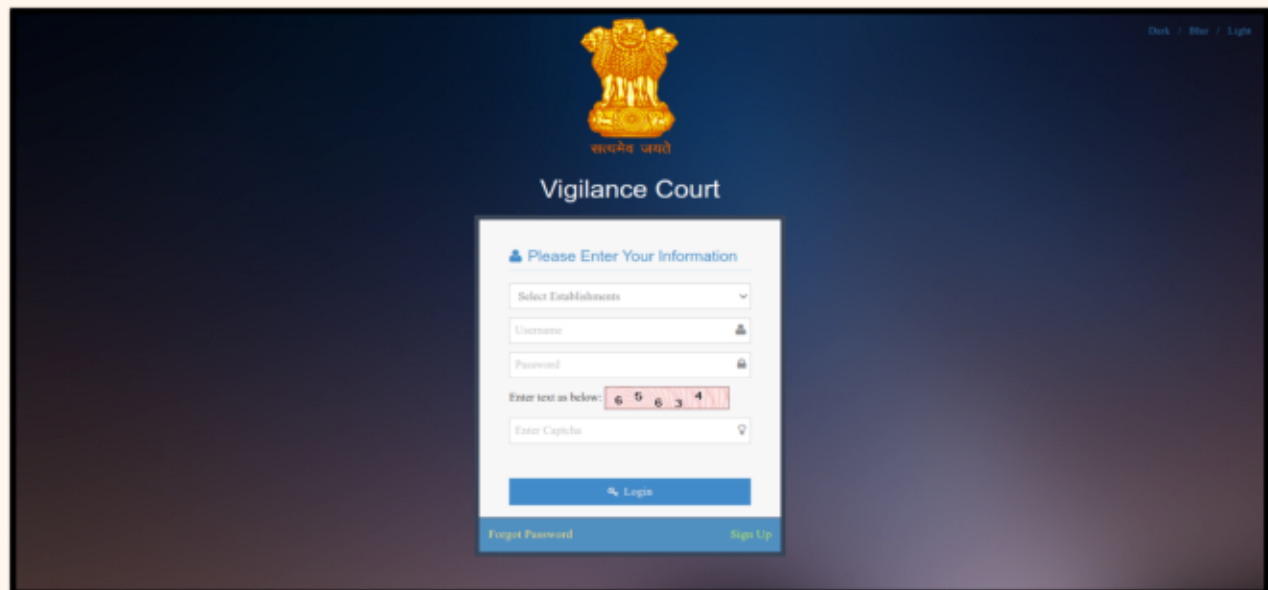 Dark / Blue / Light
सत्यमेव जयते
Vigilance Court
Please Enter Your Information
Select Establishments
Username
Password
Enter text as below: 6 5 6 3 4
Enter Captcha
Login
Forgot Password Sign Up